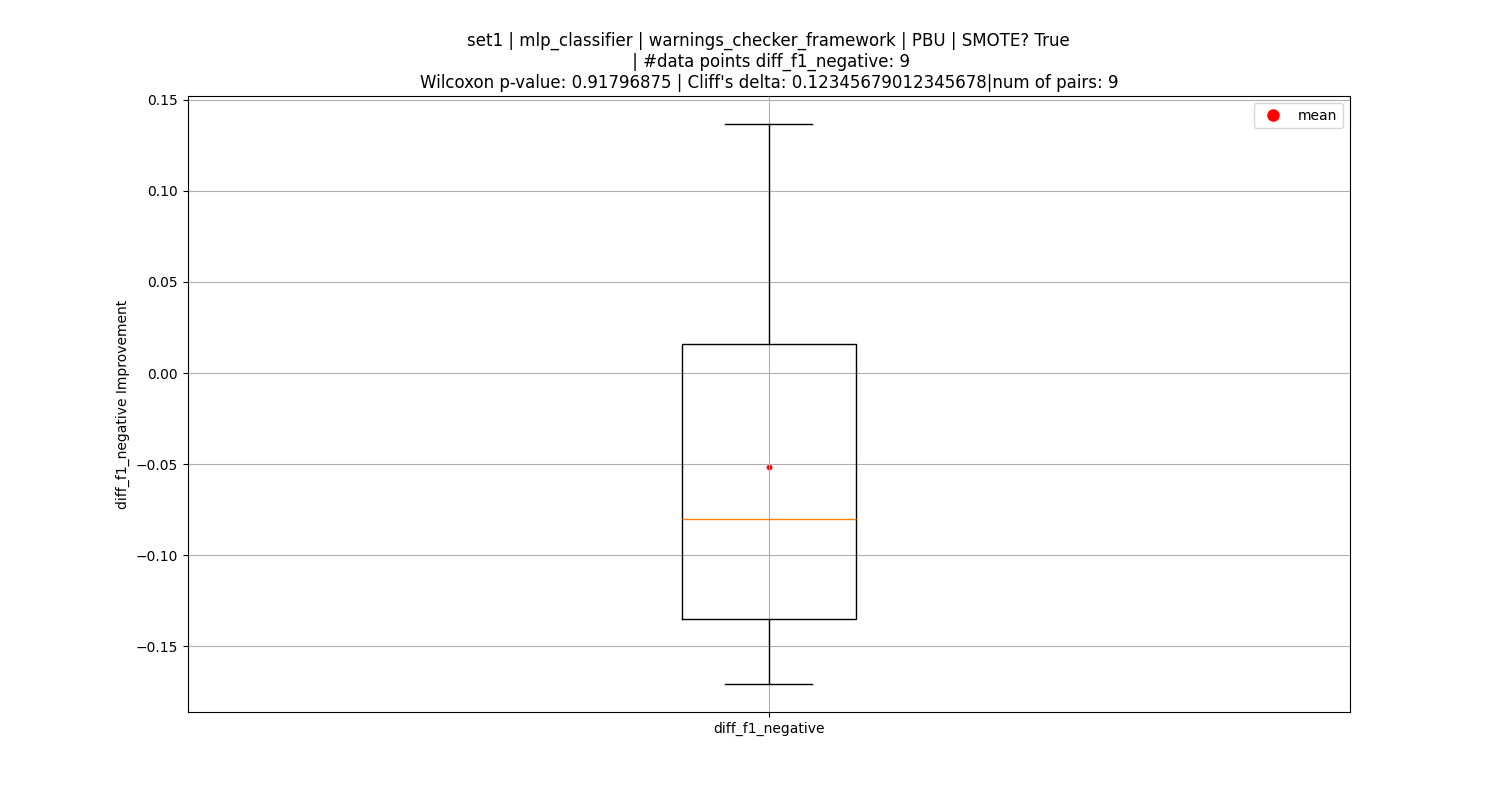 set1 | mlp_classifier | warnings_checker_framework | PBU | SMOTE? True
| #data points diff_f1_negative: 9
Wilcoxon p-value: 0.91796875 | Cliff's delta: 0.12345679012345678|num of pairs: 9
mean
0.15
0.10
0.05
0.00
−0.05
−0.10
−0.15
diff_f1_negative Improvement
diff_f1_negative